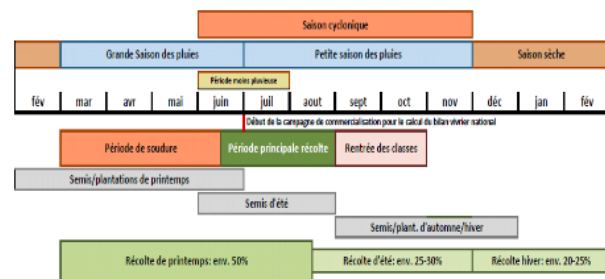 Saison cyclonique
Grande Saison des pluies Petite saison des pluies Saison sèche
Période moins pluvieuse
fév mar avr mai juin juil aout sept oct nov déc jan fév
Début de la campagne de commercialisation pour le calcul du bilan vivrier national
Période de soudure Période principale récolte Rentrée des classes
Semis/plantations de printemps
Semis d'été
Semis/plant. d'automne/hiver
Récolte de printemps: env. 50% Récolte d'été: env. 25-30% Récolte hiver: env. 20-25%